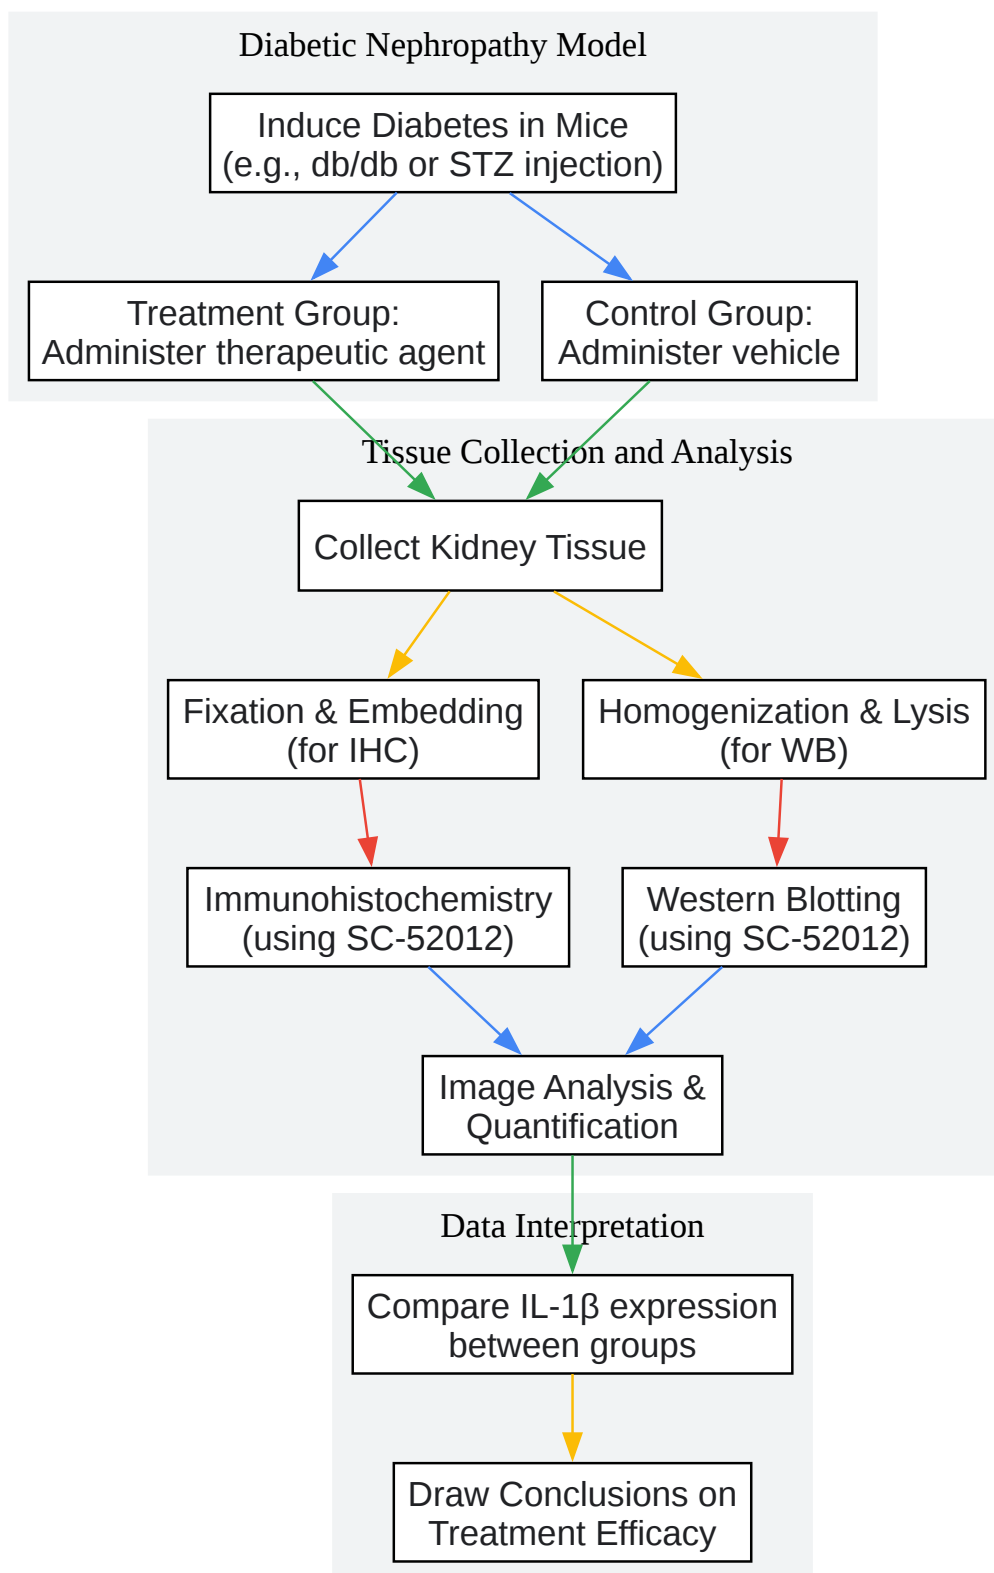 Diabetic Nephropathy Model
Induce Diabetes in Mice
(e.g., db/db or STZ injection)
Treatment Group:
Administer therapeutic agent
Control Group:
Administer vehicle
Tissue Collection and Analysis
Collect Kidney Tissue
Fixation & Embedding
(for IHC)
Homogenization & Lysis
(for WB)
Immunohistochemistry
(using SC-52012)
Western Blotting
(using SC-52012)
Image Analysis &
Quantification
Data Interpretation
Compare IL-1β expression
between groups
Draw Conclusions on
Treatment Efficacy